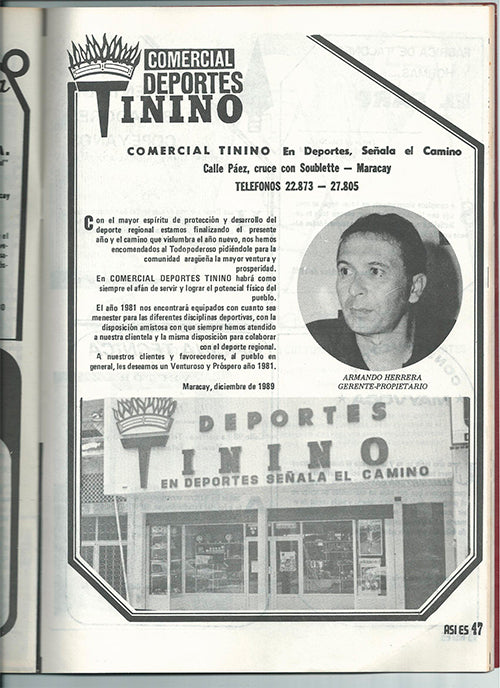 COMERCIAL
DEPORTES
TININO
COMERCIAL TININO En Deportes, Señala el Camino
Calle Páez, cruce con Soublette — Maracay
TELEFONOS 22.873 — 27.805
Con el mayor espíritu de protección y desarrollo del
deporte regional estamos finalizando el presente
año y el camino que vislumbra el año nuevo, nos hemos
encomendados al Todopoderoso pidiéndole para la
comunidad aragüeña la mayor ventura y
prosperidad.
En COMERCIAL DEPORTES TININO habrá como
siempre el afán de servir y lograr el potencial físico del
pueblo.
El año 1981 nos encontrará equipados con cuanto sea
menester para las diferentes disciplinas deportivas, con la
disposición amistosa con que siempre hemos atendido
a nuestra clientela y la misma disposición para colaborar
con el deporte regional.
A nuestros clientes y favorecedores, al pueblo en
general, les deseamos un Venturoso y Próspero año 1981.
Maracay, diciembre de 1989
ARMANDO HERRERA
GERENTE-PROPIETARIO
DEPORTES
TININO
EN DEPORTES SEÑALA EL CAMINO
ASI ES 47